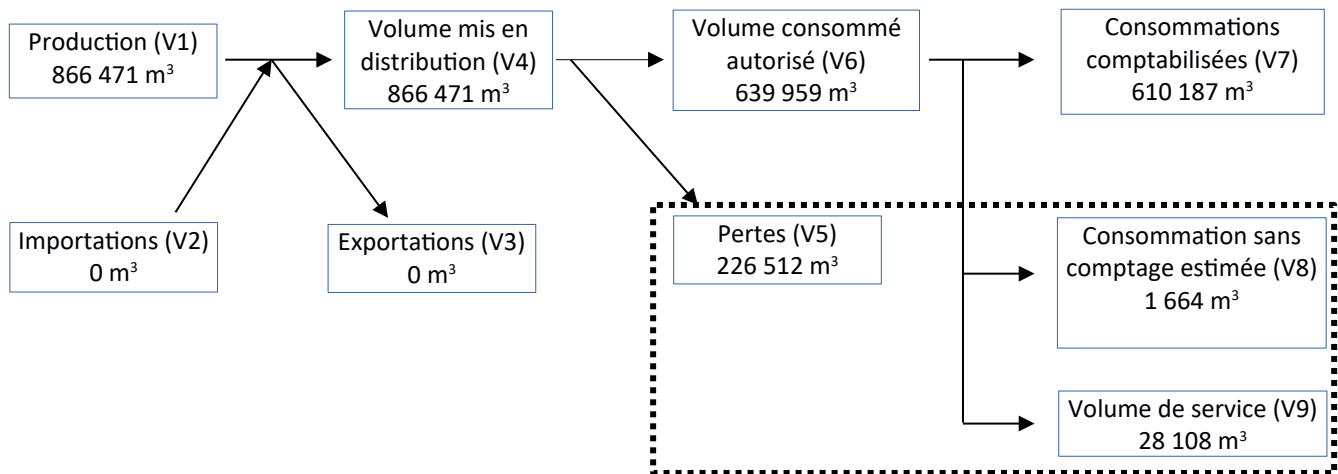 Production (V1)
866 471 m³
Volume mis en
distribution (V4)
866 471 m³
Volume consommé
autorisé (V6)
639 959 m³
Consommations
comptabilisées (V7)
610 187 m³
Importations (V2)
0 m³
Exportations (V3)
0 m³
Pertes (V5)
226 512 m³
Consommation sans
comptage estimée (V8)
1 664 m³
Volume de service (V9)
28 108 m³